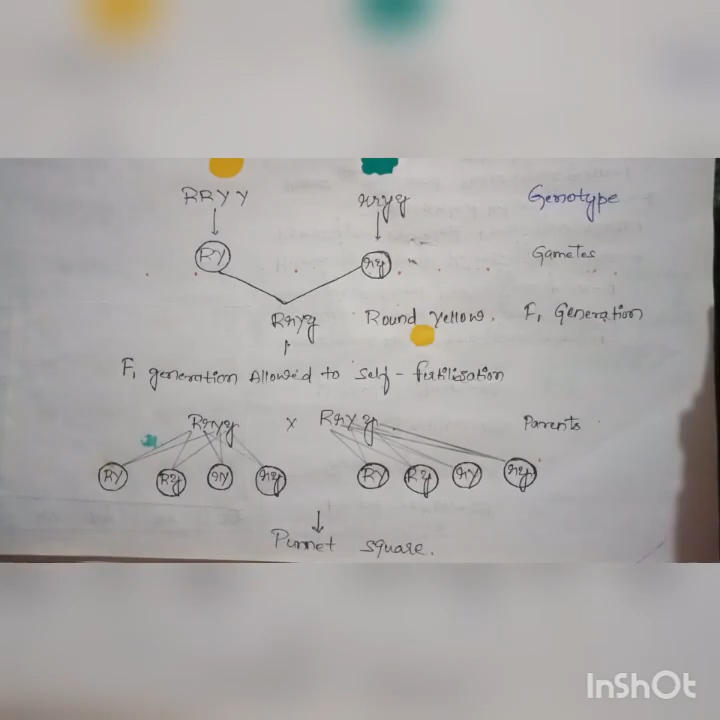 RRYY rryy Genotype
RY ry Gametes
Rryy Round yellow. F1 Generation
F1 generation Allowed to self-fertilisation
Rryy x RrYy Parents
RY Ry rY ry RY Ry rY ry
Punnet square.
InShOt